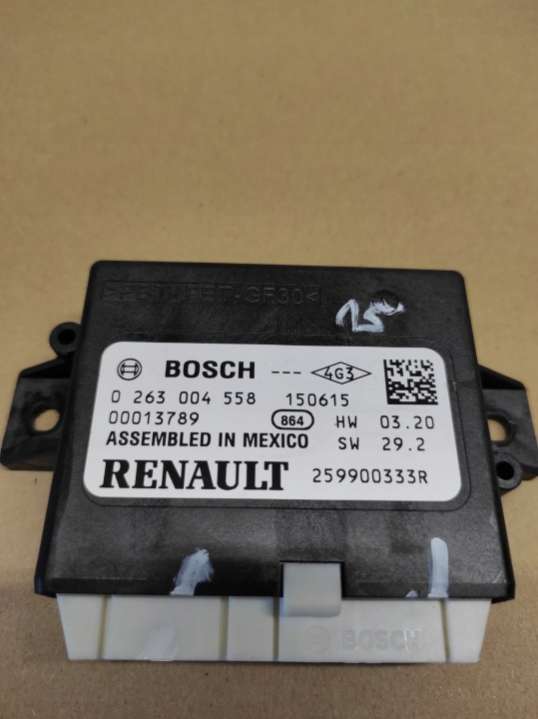 15
BOSCH --- 4G3
0 263 004 558 150615
00013789 864 HW 03.20
ASSEMBLED IN MEXICO SW 29.2
RENAULT 259900333R
BOSCH